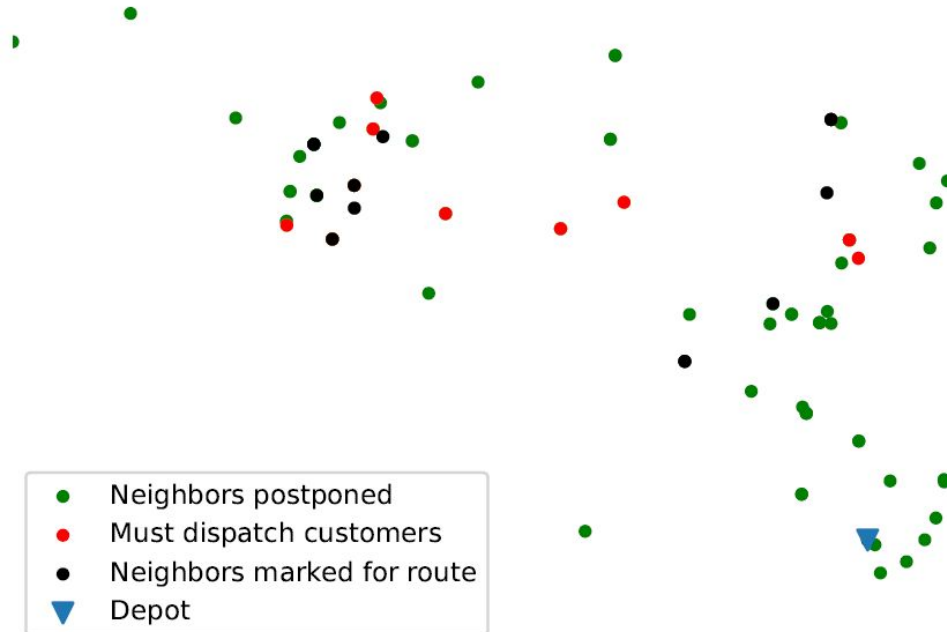 Neighbors postponed
Must dispatch customers
Neighbors marked for route
Depot